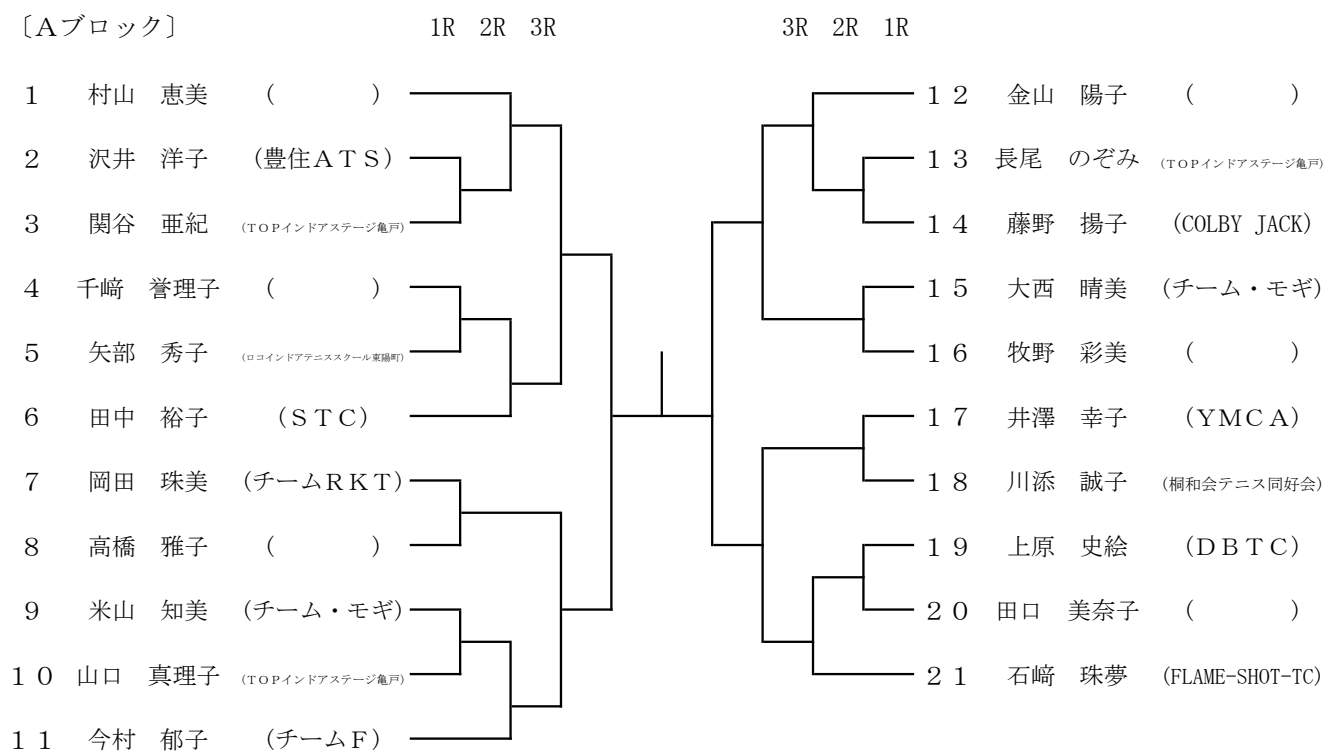 〔Aブロック〕 1R 2R 3R 3R 2R 1R
1 村山 恵美 (　　　　) 12 金山 陽子 (　　　　)
2 沢井 洋子 (豊住ATS) 13 長尾 のぞみ (TOPインドアステージ亀戸)
3 関谷 亜紀 (TOPインドアステージ亀戸) 14 藤野 揚子 (COLBY JACK)
4 千﨑 誉理子 (　　　　) 15 大西 晴美 (チーム・モギ)
5 矢部 秀子 (ロコインドアテニススクール東陽町) 16 牧野 彩美 (　　　　)
6 田中 裕子 (STC) 17 井澤 幸子 (YMCA)
7 岡田 珠美 (チームRKT) 18 川添 誠子 (桐和会テニス同好会)
8 高橋 雅子 (　　　　) 19 上原 史絵 (DBTC)
9 米山 知美 (チーム・モギ) 20 田口 美奈子 (　　　　)
10 山口 真理子 (TOPインドアステージ亀戸) 21 石﨑 珠夢 (FLAME-SHOT-TC)
11 今村 郁子 (チームF)